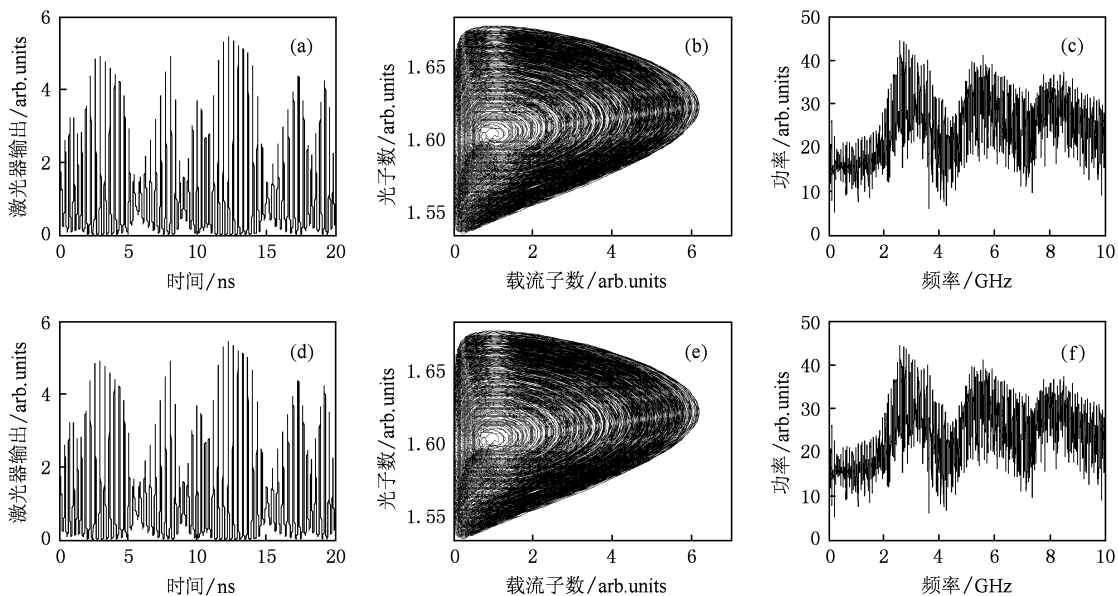 6
4
2
0
(a)
激光器输出/arb.units
0 5 10 15 20
时间/ns
1.65
1.60
1.55
(b)
光子数/arb.units
0 2 4 6
载流子数/arb.units
50
40
30
20
10
0
(c)
功率/arb.units
0 2 4 6 8 10
频率/GHz
6
4
2
0
(d)
激光器输出/arb.units
0 5 10 15 20
时间/ns
1.65
1.60
1.55
(e)
光子数/arb.units
0 2 4 6
载流子数/arb.units
50
40
30
20
10
0
(f)
功率/arb.units
0 2 4 6 8 10
频率/GHz